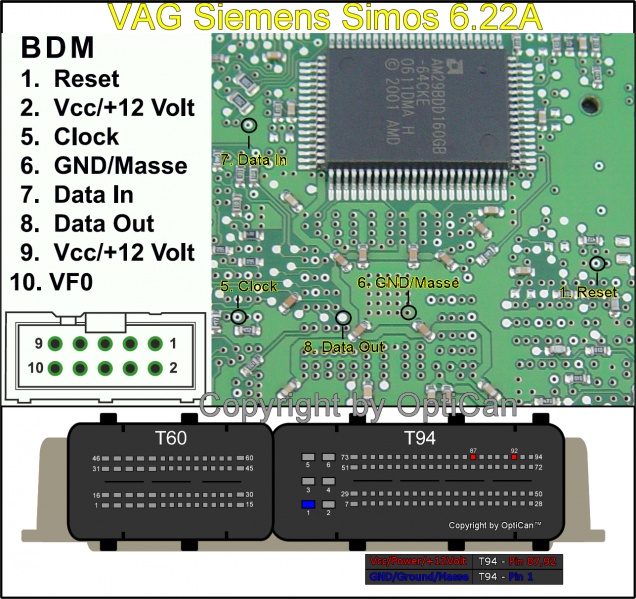 VAG Siemens Simos 6.22A
BDM
1. Reset
2. Vcc/+12 Volt
5. Clock
6. GND/Masse
7. Data In
8. Data Out
9. Vcc/+12 Volt
10. VF0
9 1
10 2
AM29BDD160GB
-64CKE
0611DMA H
© 2001 AMD
7. Data In
5. Clock
6. GND/Masse
1. Reset
8. Data Out
Copyright by OptiCan
T60
46 60
31 45
16 30
1 15
T94
5 6
3 4
1 2
87 92
73 94
51 72
29 50
7 28
Copyright by OptiCan™
Vcc/Power/+12Volt T94 - Pin 87/92
GND/Ground/Masse T94 - Pin 1